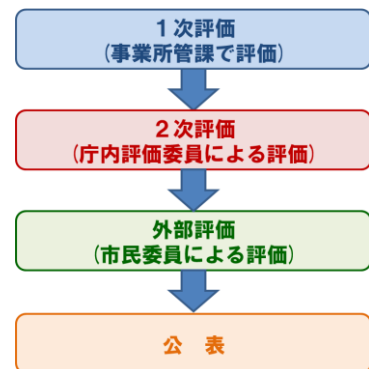 １次評価
(事業所管課で評価)
２次評価
(庁内評価委員による評価)
外部評価
(市民委員による評価)
公　表